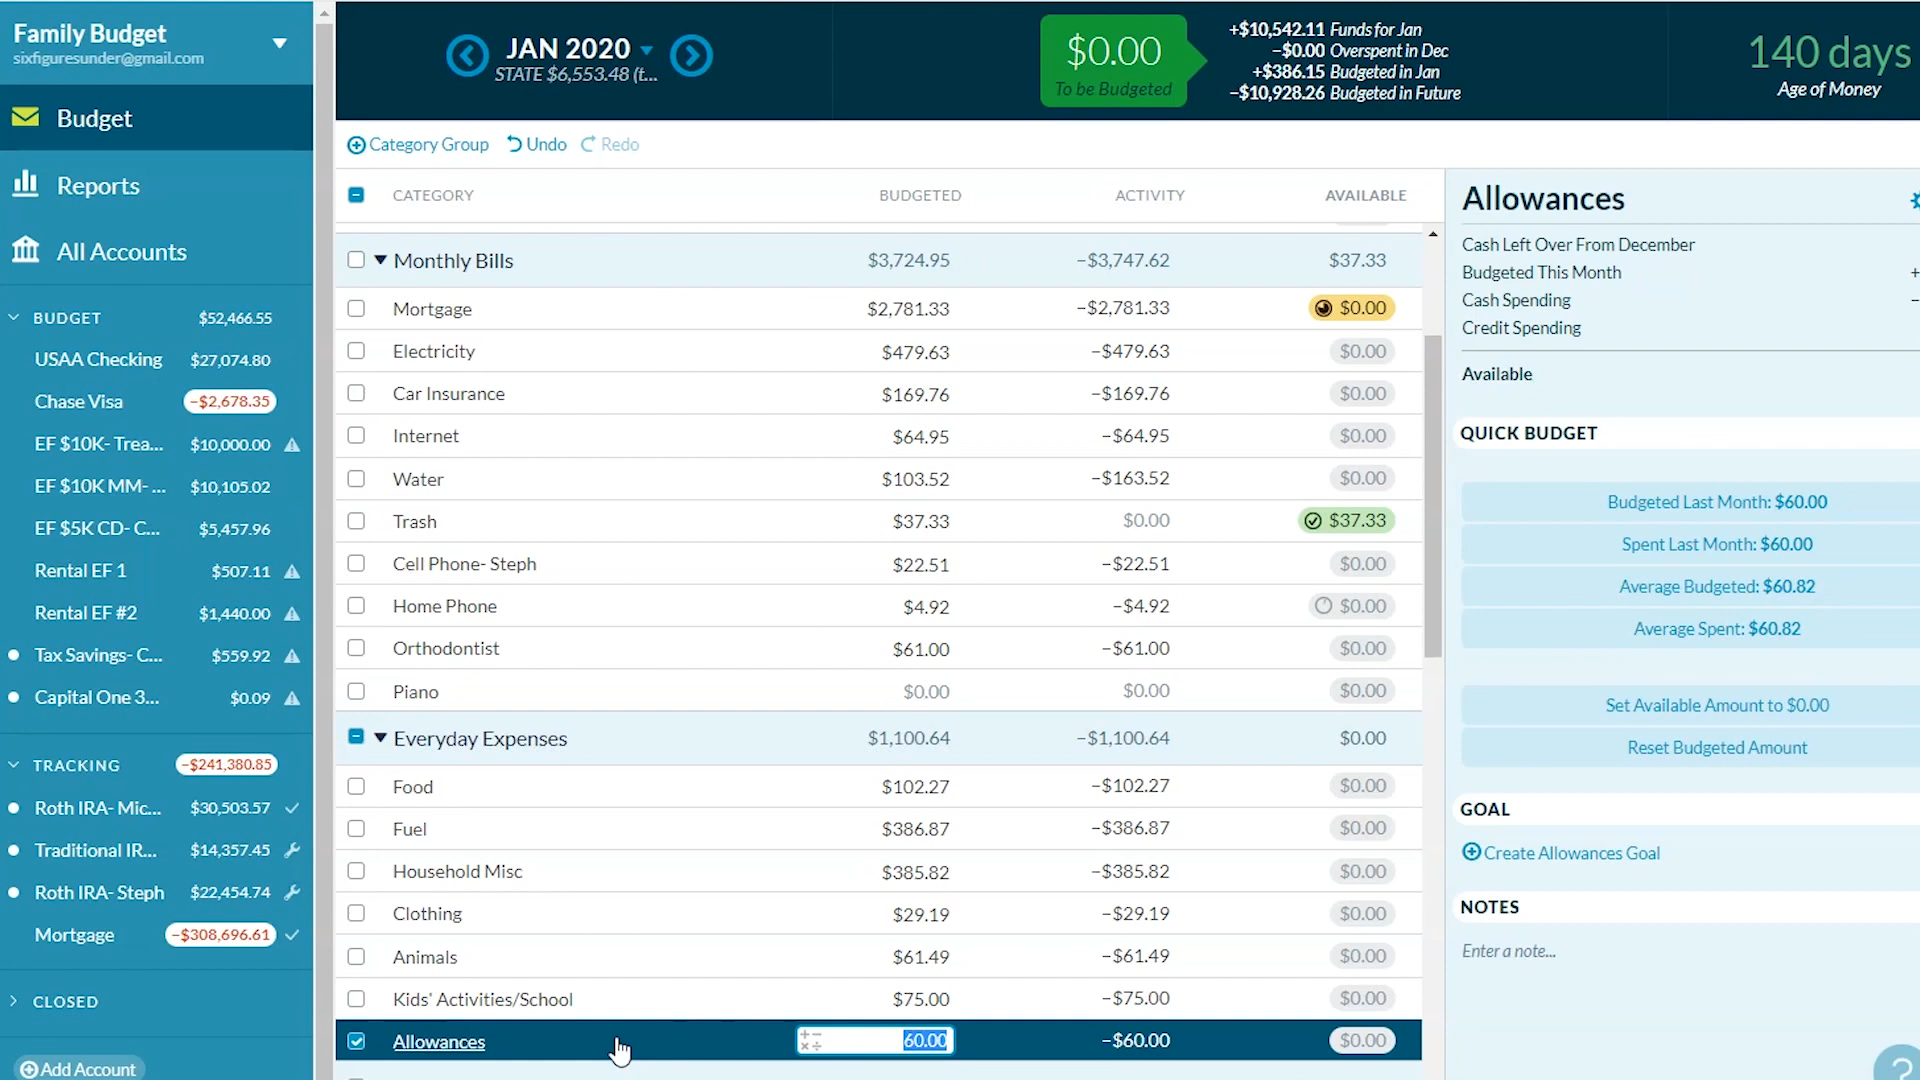 Family Budget
sixfiguresunder@gmail.com
Budget
Reports
All Accounts
BUDGET $52,466.55
USAA Checking $27,074.80
Chase Visa −$2,678.35
EF $10K- Trea... $10,000.00
EF $10K MM- ... $10,105.02
EF $5K CD- C... $5,457.96
Rental EF 1 $507.11
Rental EF #2 $1,440.00
Tax Savings- C... $559.92
Capital One 3... $0.09
TRACKING −$241,380.85
Roth IRA- Mic... $30,503.57
Traditional IR... $14,357.45
Roth IRA- Steph $22,454.74
Mortgage −$308,696.61
CLOSED
Add Account
JAN 2020
STATE $6,553.48 (t...
$0.00
To be Budgeted
+$10,542.11 Funds for Jan
−$0.00 Overspent in Dec
+$386.15 Budgeted in Jan
−$10,928.26 Budgeted in Future
140 days
Age of Money
Category Group Undo Redo
CATEGORY BUDGETED ACTIVITY AVAILABLE
Monthly Bills $3,724.95 −$3,747.62 $37.33
Mortgage $2,781.33 −$2,781.33 $0.00
Electricity $479.63 −$479.63 $0.00
Car Insurance $169.76 −$169.76 $0.00
Internet $64.95 −$64.95 $0.00
Water $103.52 −$163.52 $0.00
Trash $37.33 $0.00 $37.33
Cell Phone- Steph $22.51 −$22.51 $0.00
Home Phone $4.92 −$4.92 $0.00
Orthodontist $61.00 −$61.00 $0.00
Piano $0.00 $0.00 $0.00
Everyday Expenses $1,100.64 −$1,100.64 $0.00
Food $102.27 −$102.27 $0.00
Fuel $386.87 −$386.87 $0.00
Household Misc $385.82 −$385.82 $0.00
Clothing $29.19 −$29.19 $0.00
Animals $61.49 −$61.49 $0.00
Kids' Activities/School $75.00 −$75.00 $0.00
Allowances 60.00 −$60.00 $0.00
Allowances
Cash Left Over From December
Budgeted This Month +
Cash Spending −
Credit Spending
Available
QUICK BUDGET
Budgeted Last Month: $60.00
Spent Last Month: $60.00
Average Budgeted: $60.82
Average Spent: $60.82
Set Available Amount to $0.00
Reset Budgeted Amount
GOAL
Create Allowances Goal
NOTES
Enter a note...
?